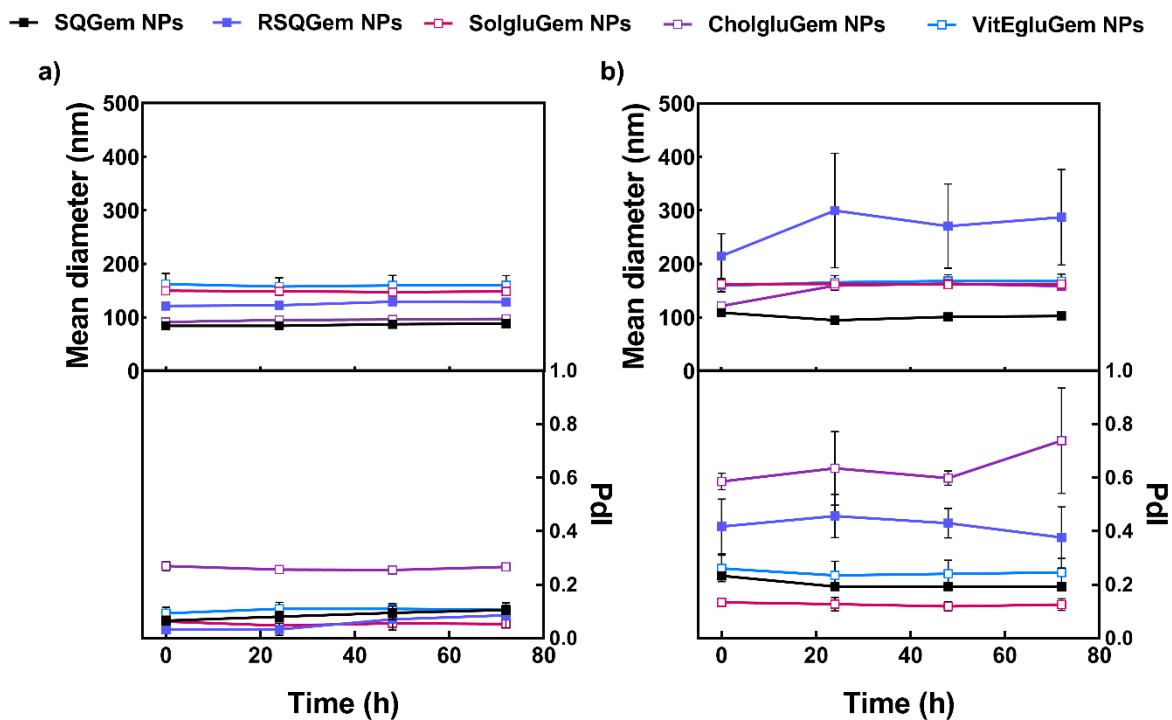 SQGem NPs RSQGem NPs SolgluGem NPs CholgluGem NPs VitEgluGem NPs
a) b)
Mean diameter (nm)
500
400
300
200
100
0
Mean diameter (nm)
500
400
300
200
100
0
1.0
0.8
0.6
0.4
0.2
0.0
PdI
1.0
0.8
0.6
0.4
0.2
0.0
PdI
0 20 40 60 80
0 20 40 60 80
Time (h) Time (h)